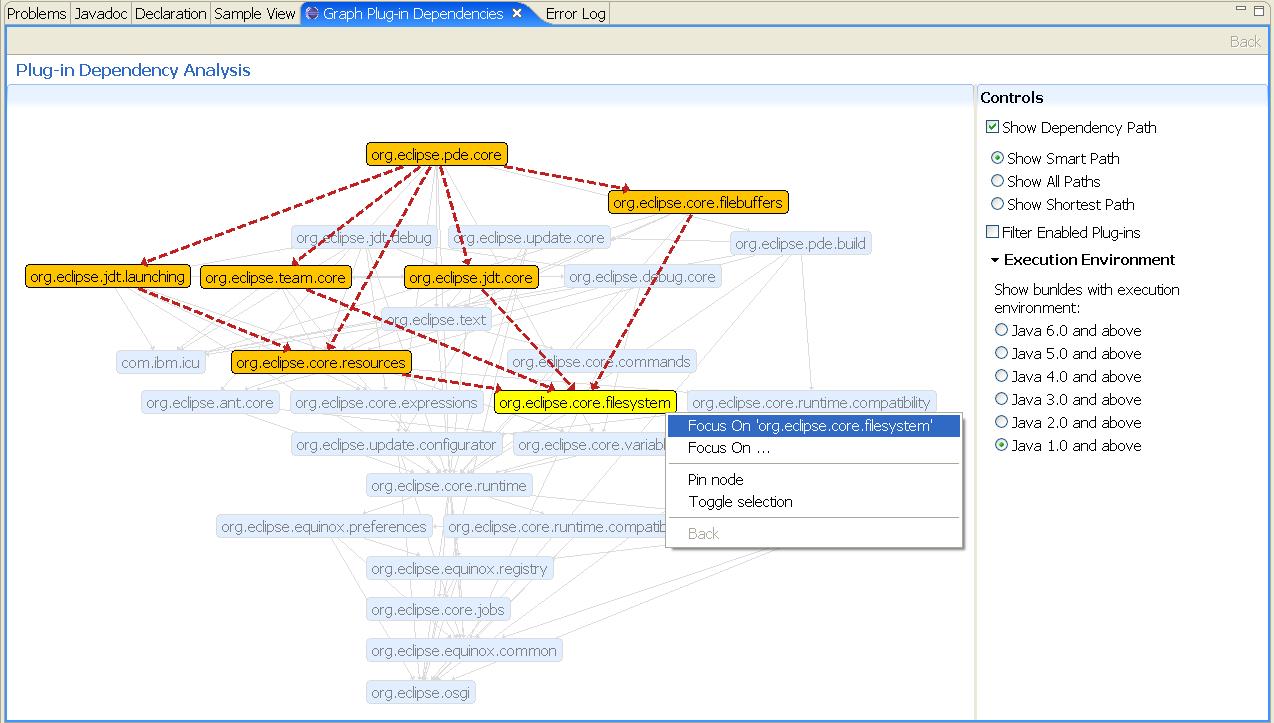 Problems Javadoc Declaration Sample View Graph Plug-in Dependencies Error Log
Back
Plug-in Dependency Analysis
org.eclipse.pde.core
org.eclipse.core.filebuffers
org.eclipse.jdt.debug
org.eclipse.update.core
org.eclipse.pde.build
org.eclipse.jdt.launching
org.eclipse.team.core
org.eclipse.jdt.core
org.eclipse.debug.core
org.eclipse.text
com.ibm.icu
org.eclipse.core.resources
org.eclipse.core.commands
org.eclipse.ant.core
org.eclipse.core.expressions
org.eclipse.core.filesystem
org.eclipse.core.runtime.compatibility
org.eclipse.update.configurator
org.eclipse.core.variabl
org.eclipse.core.runtime
org.eclipse.equinox.preferences
org.eclipse.core.runtime.compatib
org.eclipse.equinox.registry
org.eclipse.core.jobs
org.eclipse.equinox.common
org.eclipse.osgi
Focus On 'org.eclipse.core.filesystem'
Focus On ...
Pin node
Toggle selection
Back
Controls
Show Dependency Path
Show Smart Path
Show All Paths
Show Shortest Path
Filter Enabled Plug-ins
Execution Environment
Show bunldes with execution
environment:
Java 6.0 and above
Java 5.0 and above
Java 4.0 and above
Java 3.0 and above
Java 2.0 and above
Java 1.0 and above